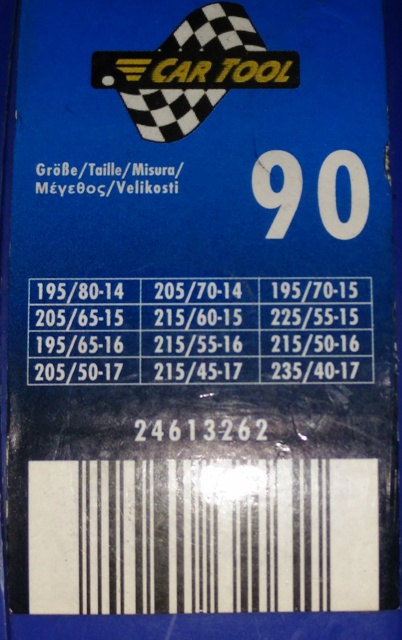 CAR TOOL
Größe/Taille/Misura/
Μέγεθος/Velikosti
90
195/80-14 205/70-14 195/70-15
205/65-15 215/60-15 225/55-15
195/65-16 215/55-16 215/50-16
205/50-17 215/45-17 235/40-17
24613262